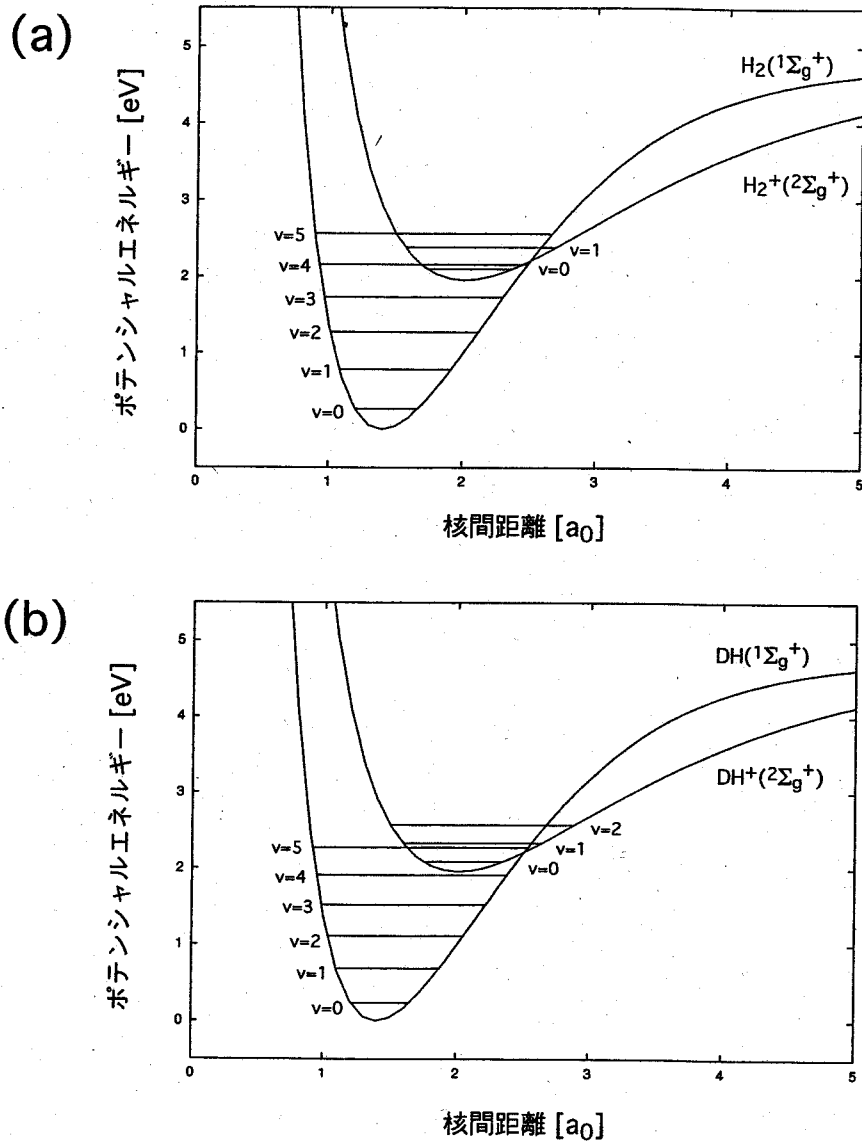 (a)
ポテンシャルエネルギー [eV]
5
4
3
2
1
0
H2(1Σg+)
H2+(2Σg+)
v=5
v=4
v=3
v=2
v=1
v=0
v=1
v=0
0
1
2
3
4
5
核間距離 [a0]
(b)
ポテンシャルエネルギー [eV]
5
4
3
2
1
0
DH(1Σg+)
DH+(2Σg+)
v=5
v=4
v=3
v=2
v=1
v=0
v=2
v=1
v=0
0
1
2
3
4
5
核間距離 [a0]